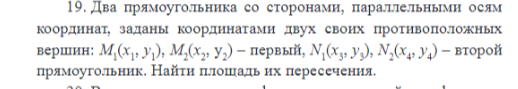 19. Два прямоугольника со сторонами, параллельными осям
координат, заданы координатами двух своих противоположных
вершин: M₁(x₁, y₁), M₂(x₂, y₂) – первый, N₁(x₃, y₃), N₂(x₄, y₄) – второй
прямоугольник. Найти площадь их пересечения.